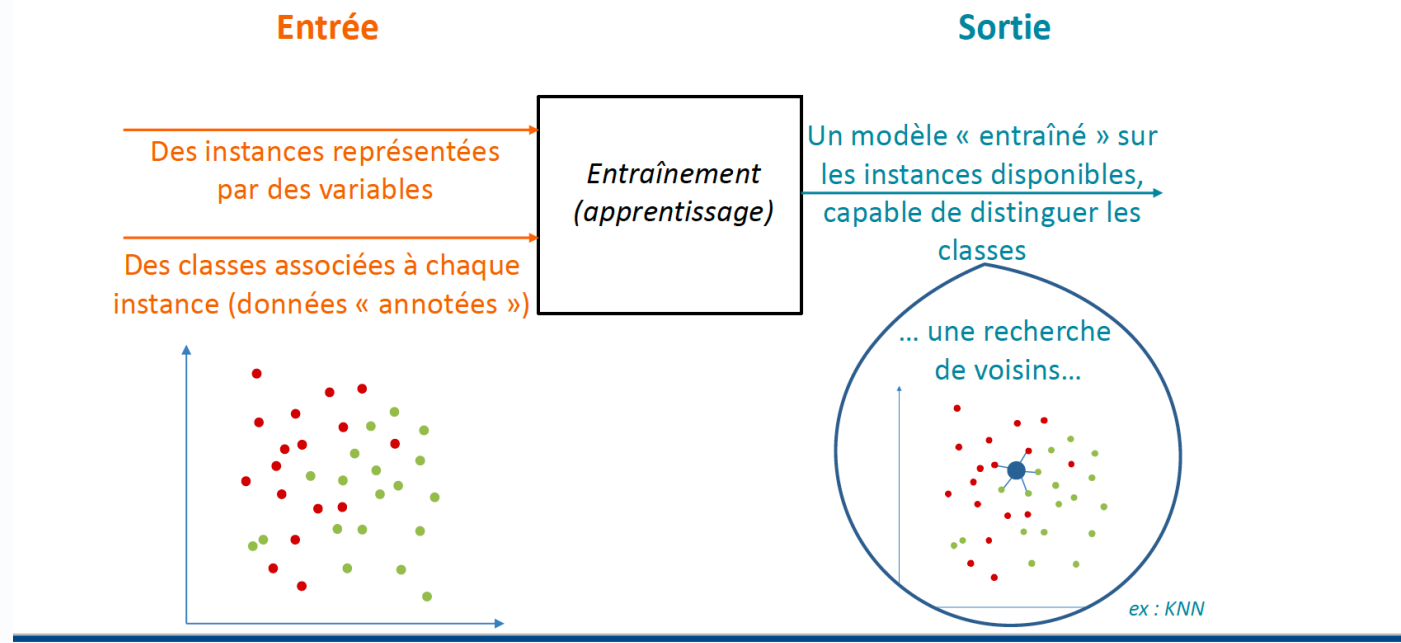 Entrée
Sortie
Des instances représentées
par des variables
Des classes associées à chaque
instance (données « annotées »)
Entraînement
(apprentissage)
Un modèle « entraîné » sur
les instances disponibles,
capable de distinguer les
classes
... une recherche
de voisins...
ex : KNN